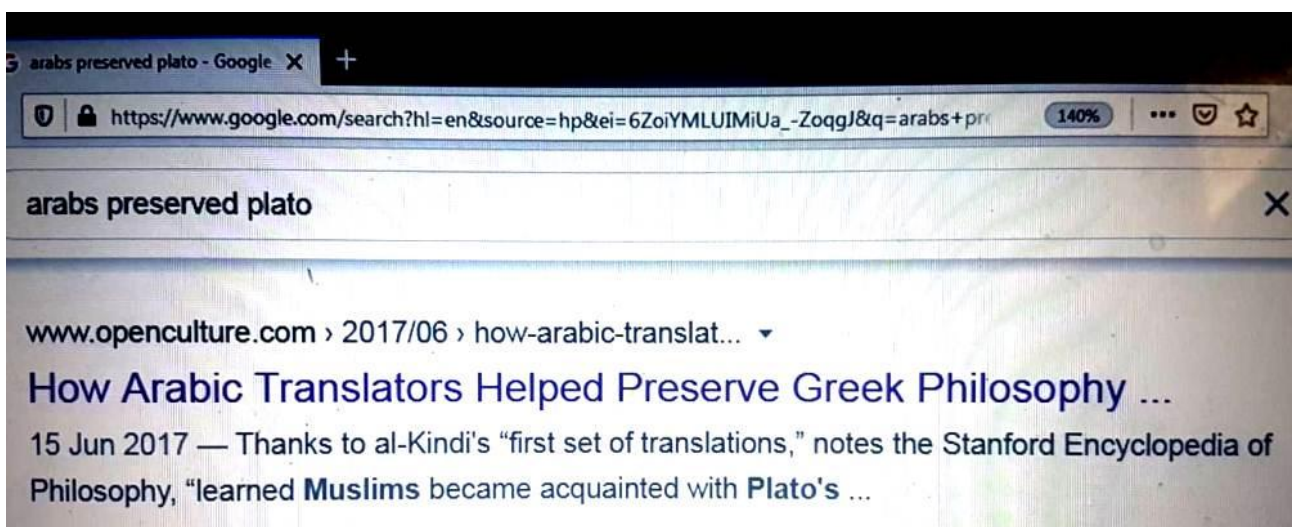 arabs preserved plato - Google
https://www.google.com/search?hl=en&source=hp&ei=6ZoiYMLUIMiUa_-ZoqgJ&q=arabs+pr 140%
arabs preserved plato
www.openculture.com › 2017/06 › how-arabic-translat...
How Arabic Translators Helped Preserve Greek Philosophy ...
15 Jun 2017 — Thanks to al-Kindi's “first set of translations,” notes the Stanford Encyclopedia of
Philosophy, “learned Muslims became acquainted with Plato's ...